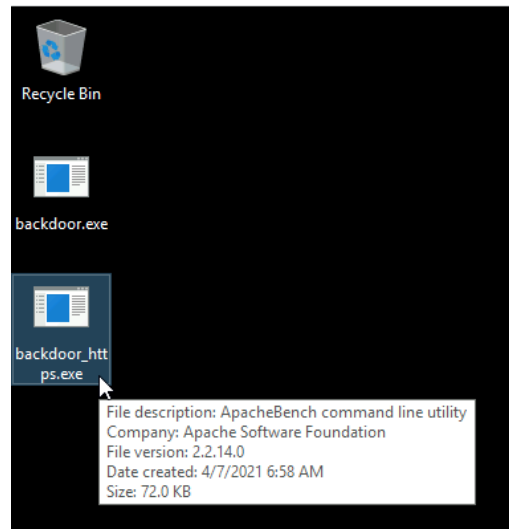 Recycle Bin
backdoor.exe
backdoor_htt
ps.exe
File description: ApacheBench command line utility
Company: Apache Software Foundation
File version: 2.2.14.0
Date created: 4/7/2021 6:58 AM
Size: 72.0 KB